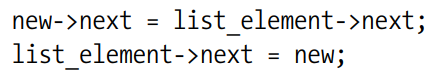 new->next = list_element->next;
list_element->next = new;